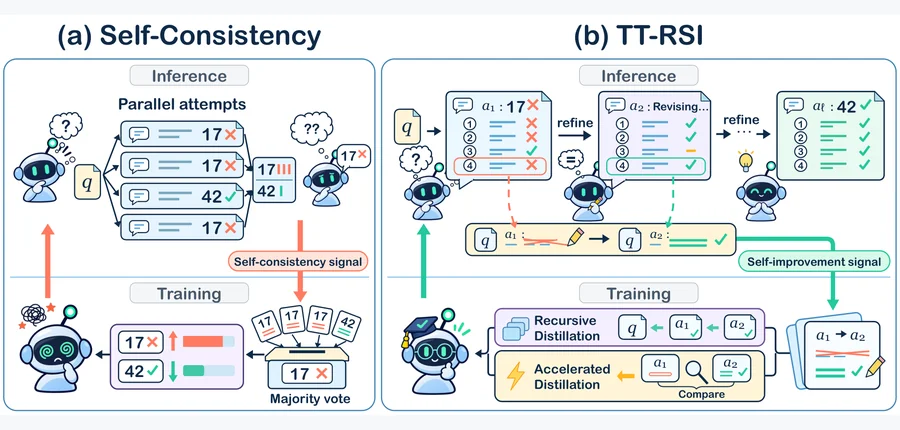 (a) Self-Consistency
Inference
Parallel attempts
?
q
17
17
42
17
17
42
??
17
Self-consistency signal
Training
17
42
17
17
17
42
17
Majority vote
(b) TT-RSI
Inference
q
?
a1 : 17
1
2
3
4
refine
=
a2 : Revising...
1
2
3
4
refine
...
aℓ : 42
1
2
3
4
q a1 : → q a2 :
Self-improvement signal
Training
Recursive
Distillation
q ← a1 ← a2
Accelerated
Distillation
a1
a2
Compare
a1 → a2